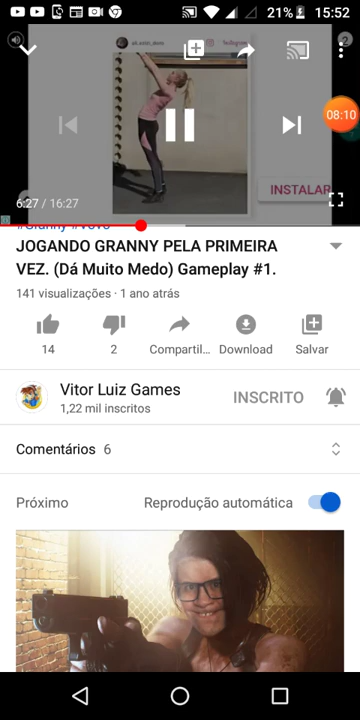 21% 15:52
Instagram
08:10
INSTALAR
6:27 / 16:27
#Granny #Vovó
JOGANDO GRANNY PELA PRIMEIRA
VEZ. (Dá Muito Medo) Gameplay #1.
141 visualizações · 1 ano atrás
14 2 Compartil... Download Salvar
Vitor Luiz Games
1,22 mil inscritos
INSCRITO
Comentários 6
Próximo Reprodução automática